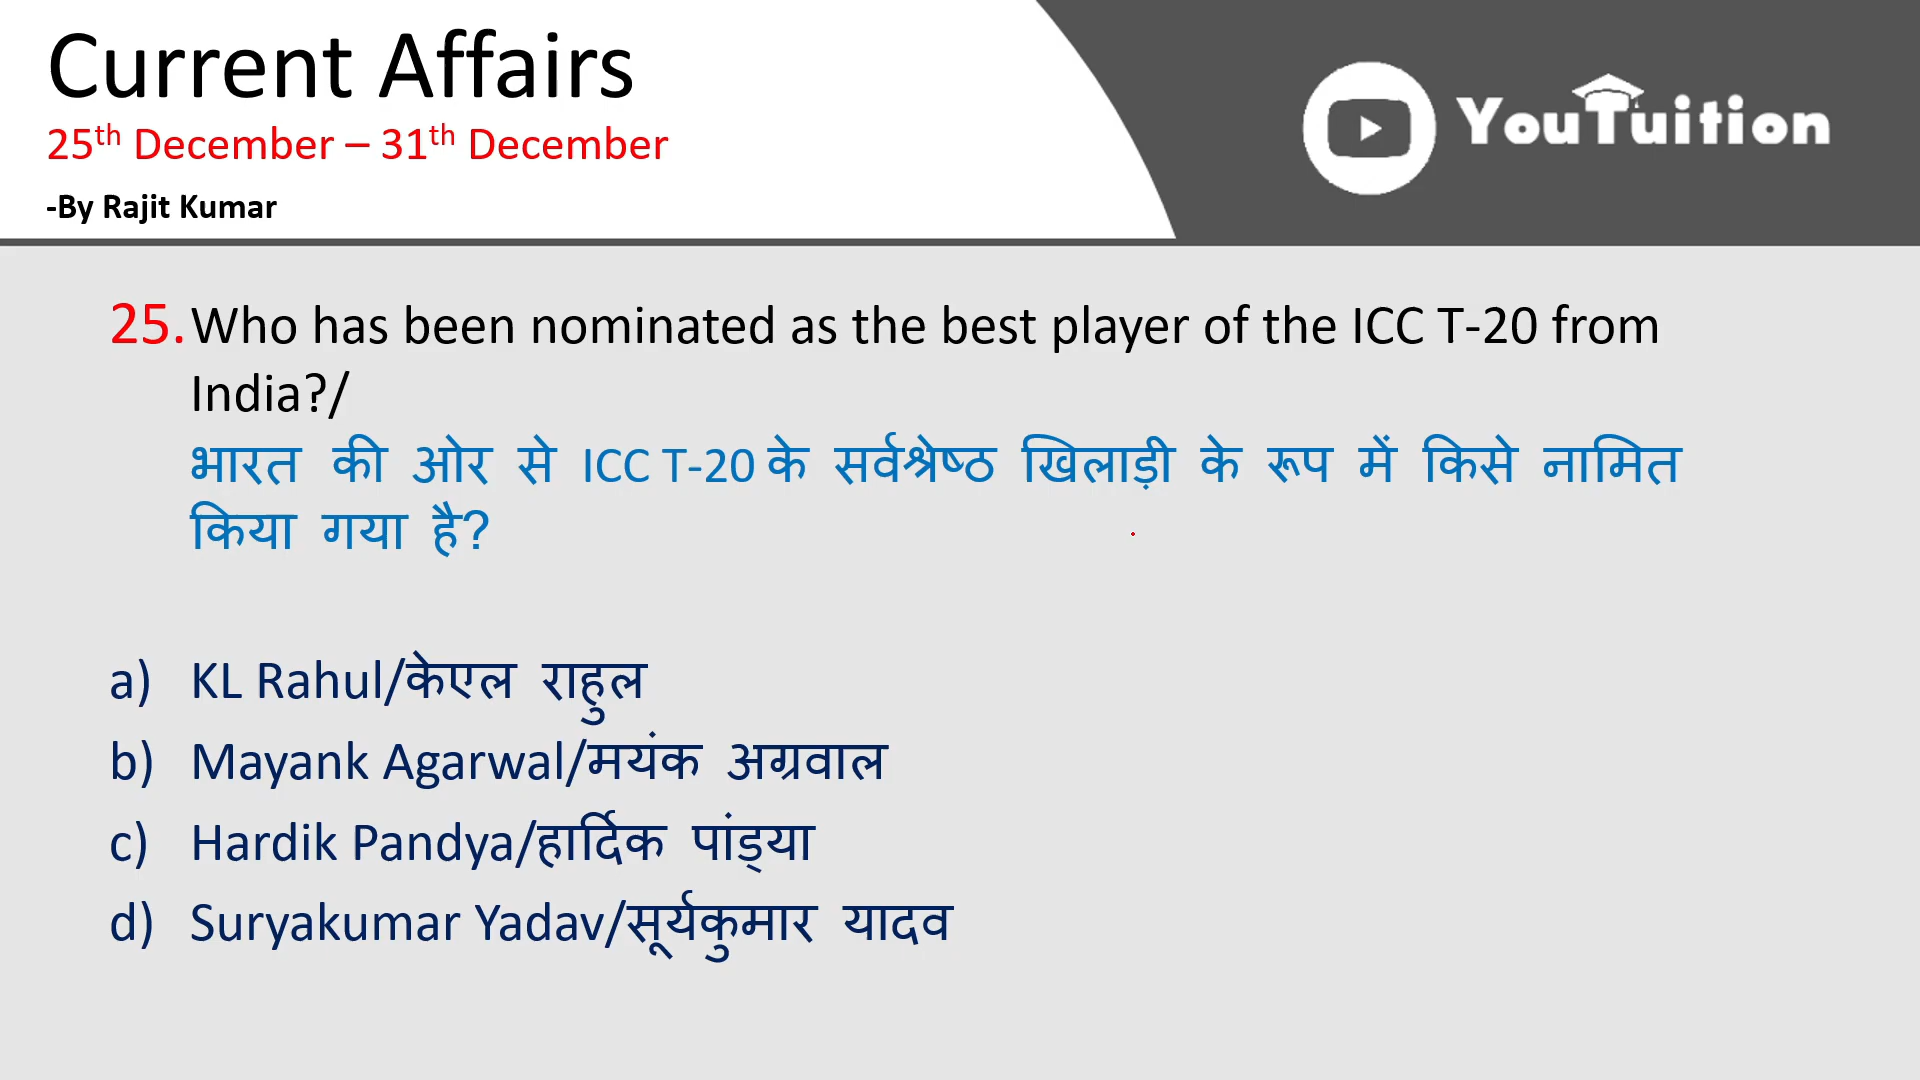 Current Affairs
25th December – 31th December
-By Rajit Kumar
YouTuition
25. Who has been nominated as the best player of the ICC T-20 from
India?/
भारत की ओर से ICC T-20 के सर्वश्रेष्ठ खिलाड़ी के रूप में किसे नामित
किया गया है?
a) KL Rahul/केएल राहुल
b) Mayank Agarwal/मयंक अग्रवाल
c) Hardik Pandya/हार्दिक पांड्या
d) Suryakumar Yadav/सूर्यकुमार यादव